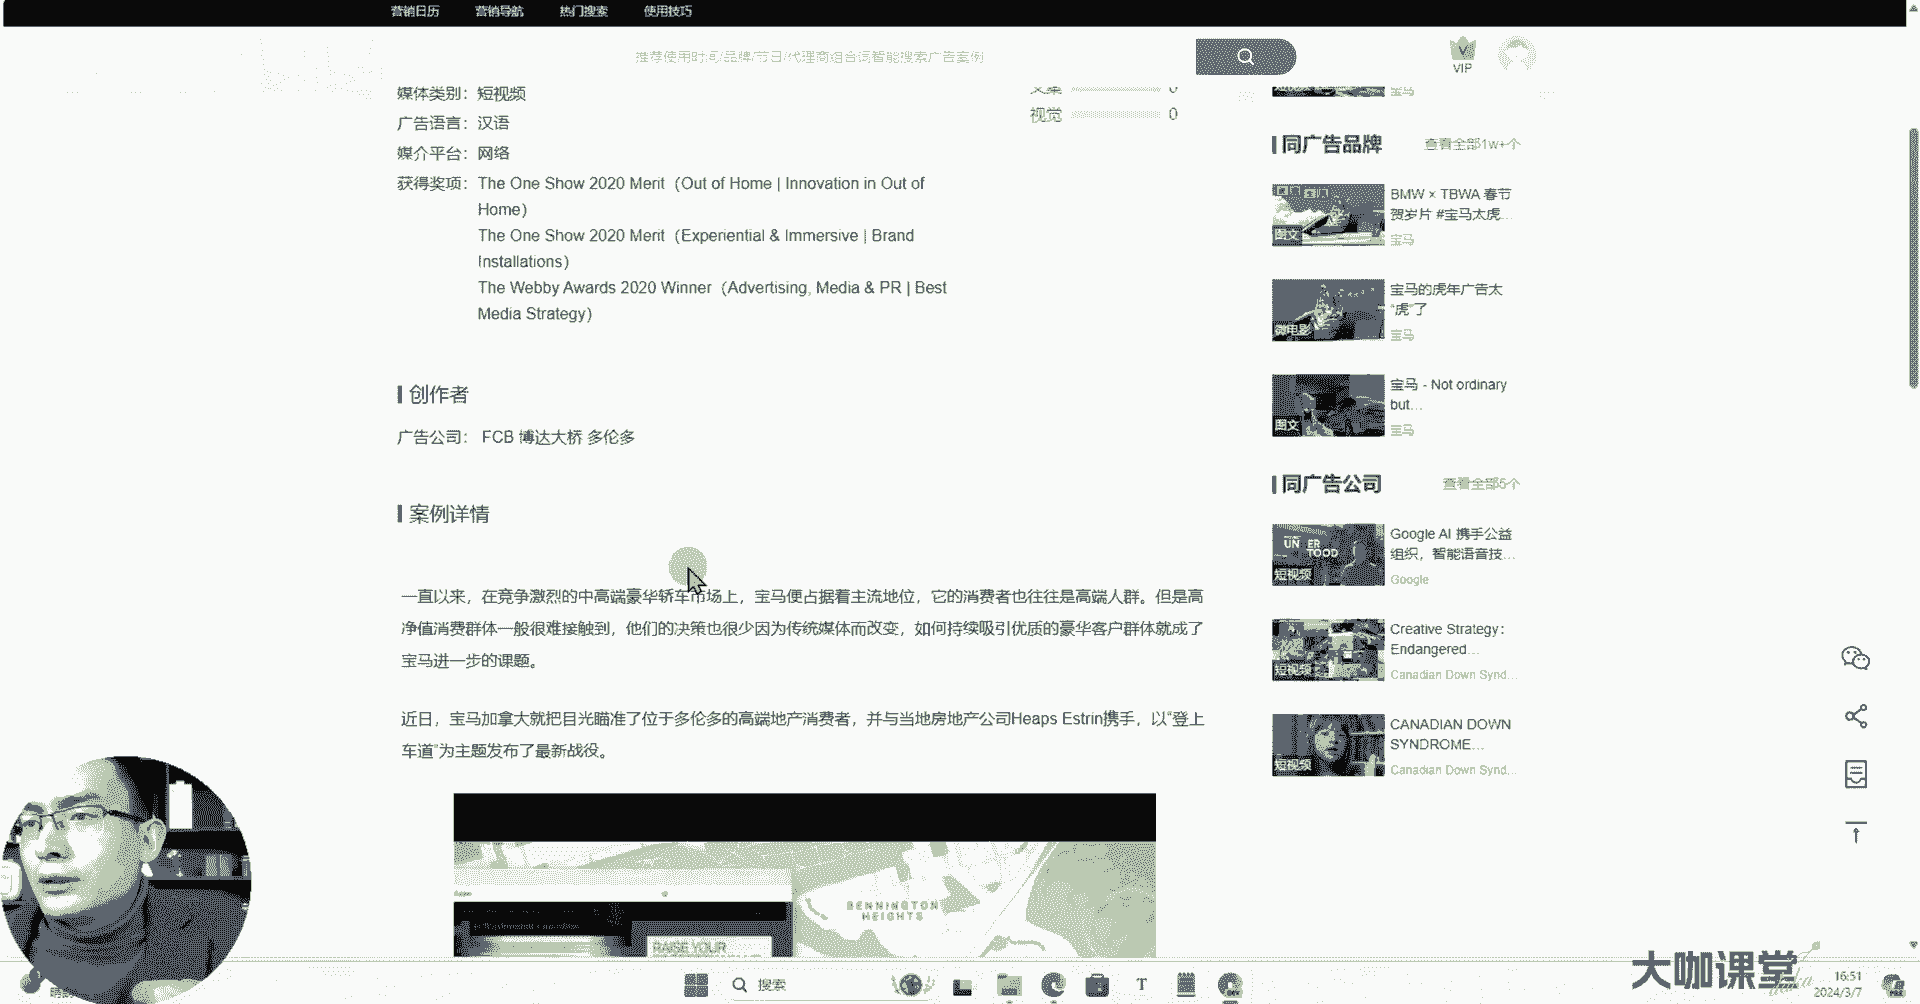 营销日历 营销导航 热门搜索 使用技巧
推荐使用时间/品牌/节日/代理商组合词智能搜索广告案例
VIP
媒体类别：短视频
广告语言：汉语
媒介平台：网络
获得奖项：The One Show 2020 Merit（Out of Home | Innovation in Out of
Home）
The One Show 2020 Merit（Experiential & Immersive | Brand
Installations）
The Webby Awards 2020 Winner（Advertising, Media & PR | Best
Media Strategy）
文案 0
视觉 0
创作者
广告公司： FCB 博达大桥 多伦多
案例详情
一直以来，在竞争激烈的中高端豪华轿车市场上，宝马便占据着主流地位，它的消费者也往往是高端人群。但是高
净值消费群体一般很难接触到，他们的决策也很少因为传统媒体而改变，如何持续吸引优质的豪华客户群体就成了
宝马进一步的课题。
近日，宝马加拿大就把目光瞄准了位于多伦多的高端地产消费者，并与当地房地产公司Heaps Estrin携手，以“登上
车道”为主题发布了最新战役。
BENNINGTON
HEIGHTS
RAISE YOUR
宝马
同广告品牌 查看全部1w+个
图文
BMW × TBWA 春节
贺岁片 #宝马太虎...
宝马
微电影
宝马的虎年广告太
“虎”了
宝马
图文
宝马 - Not ordinary
but...
宝马
同广告公司 查看全部5个
UN ER
TOOD
短视频
Google AI 携手公益
组织，智能语音技...
Google
短视频
Creative Strategy：
Endangered...
Canadian Down Synd...
短视频
CANADIAN DOWN
SYNDROME...
Canadian Down Synd...
大咖课堂
搜索
16:51
2024/3/7